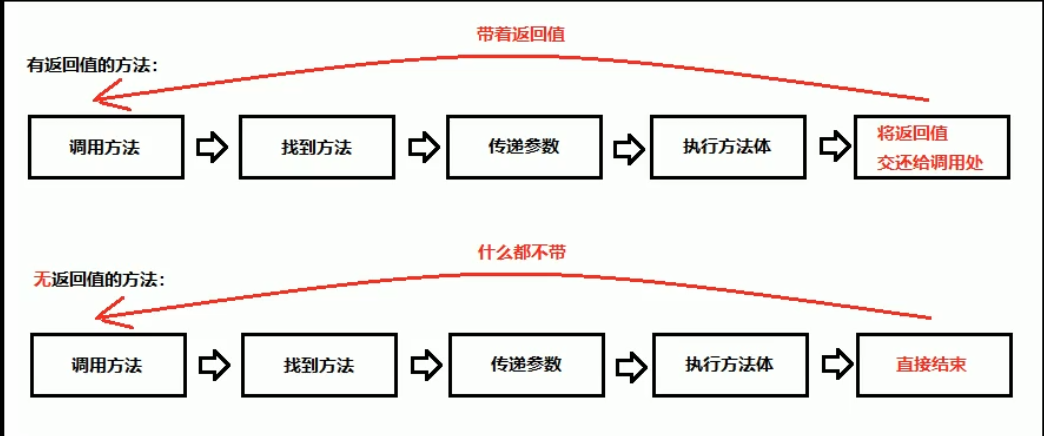 带着返回值
有返回值的方法：
调用方法
找到方法
传递参数
执行方法体
将返回值
交还给调用处
什么都不带
无返回值的方法：
调用方法
找到方法
传递参数
执行方法体
直接结束